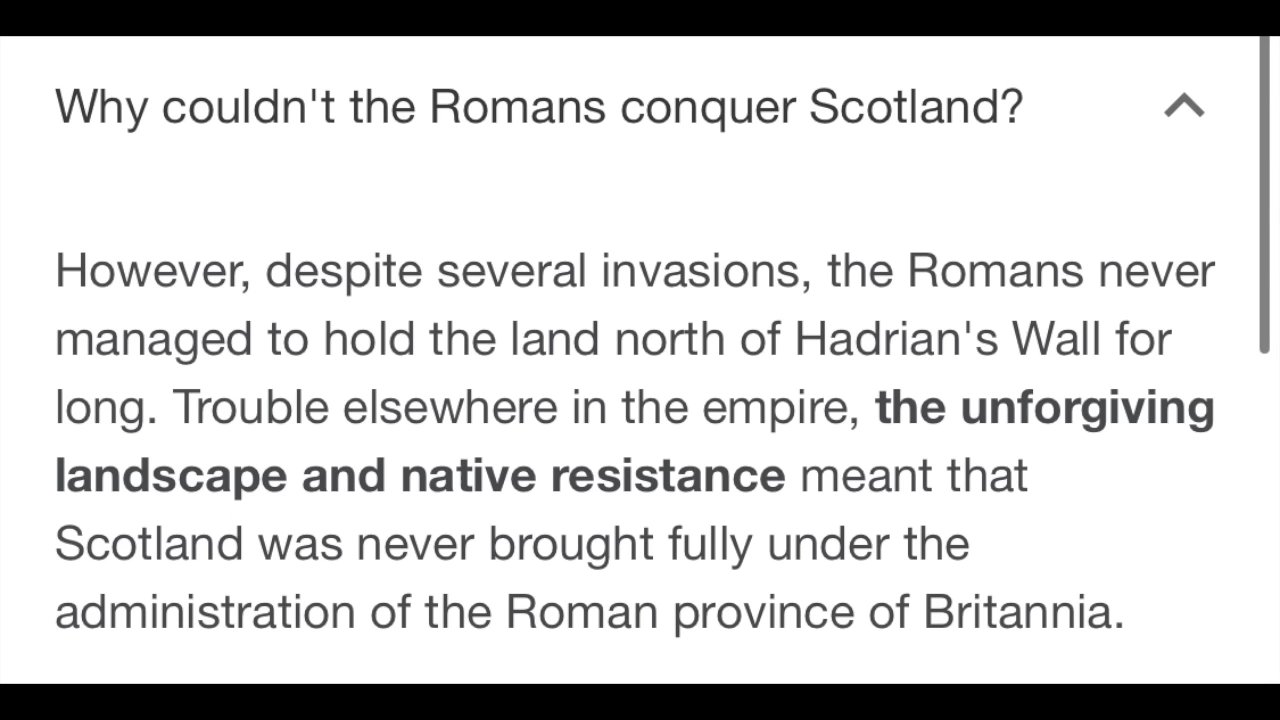 Why couldn't the Romans conquer Scotland?
However, despite several invasions, the Romans never
managed to hold the land north of Hadrian's Wall for
long. Trouble elsewhere in the empire, the unforgiving
landscape and native resistance meant that
Scotland was never brought fully under the
administration of the Roman province of Britannia.